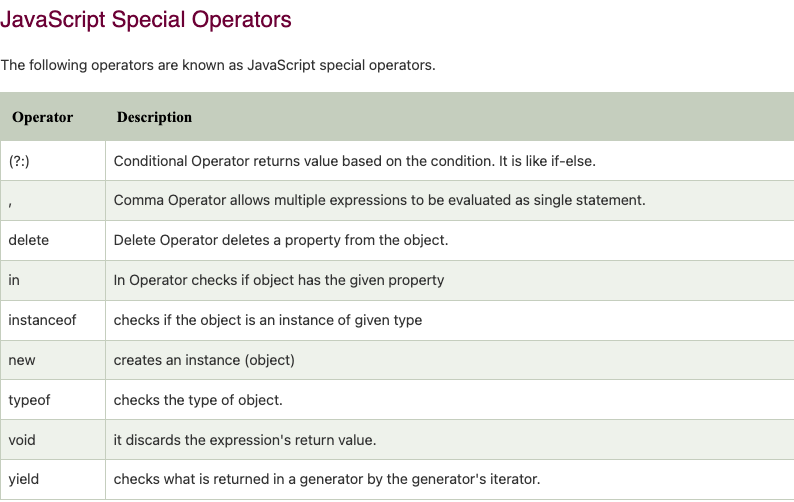 JavaScript Special Operators
The following operators are known as JavaScript special operators.
Operator Description
(?:) Conditional Operator returns value based on the condition. It is like if-else.
, Comma Operator allows multiple expressions to be evaluated as single statement.
delete Delete Operator deletes a property from the object.
in In Operator checks if object has the given property
instanceof checks if the object is an instance of given type
new creates an instance (object)
typeof checks the type of object.
void it discards the expression's return value.
yield checks what is returned in a generator by the generator's iterator.